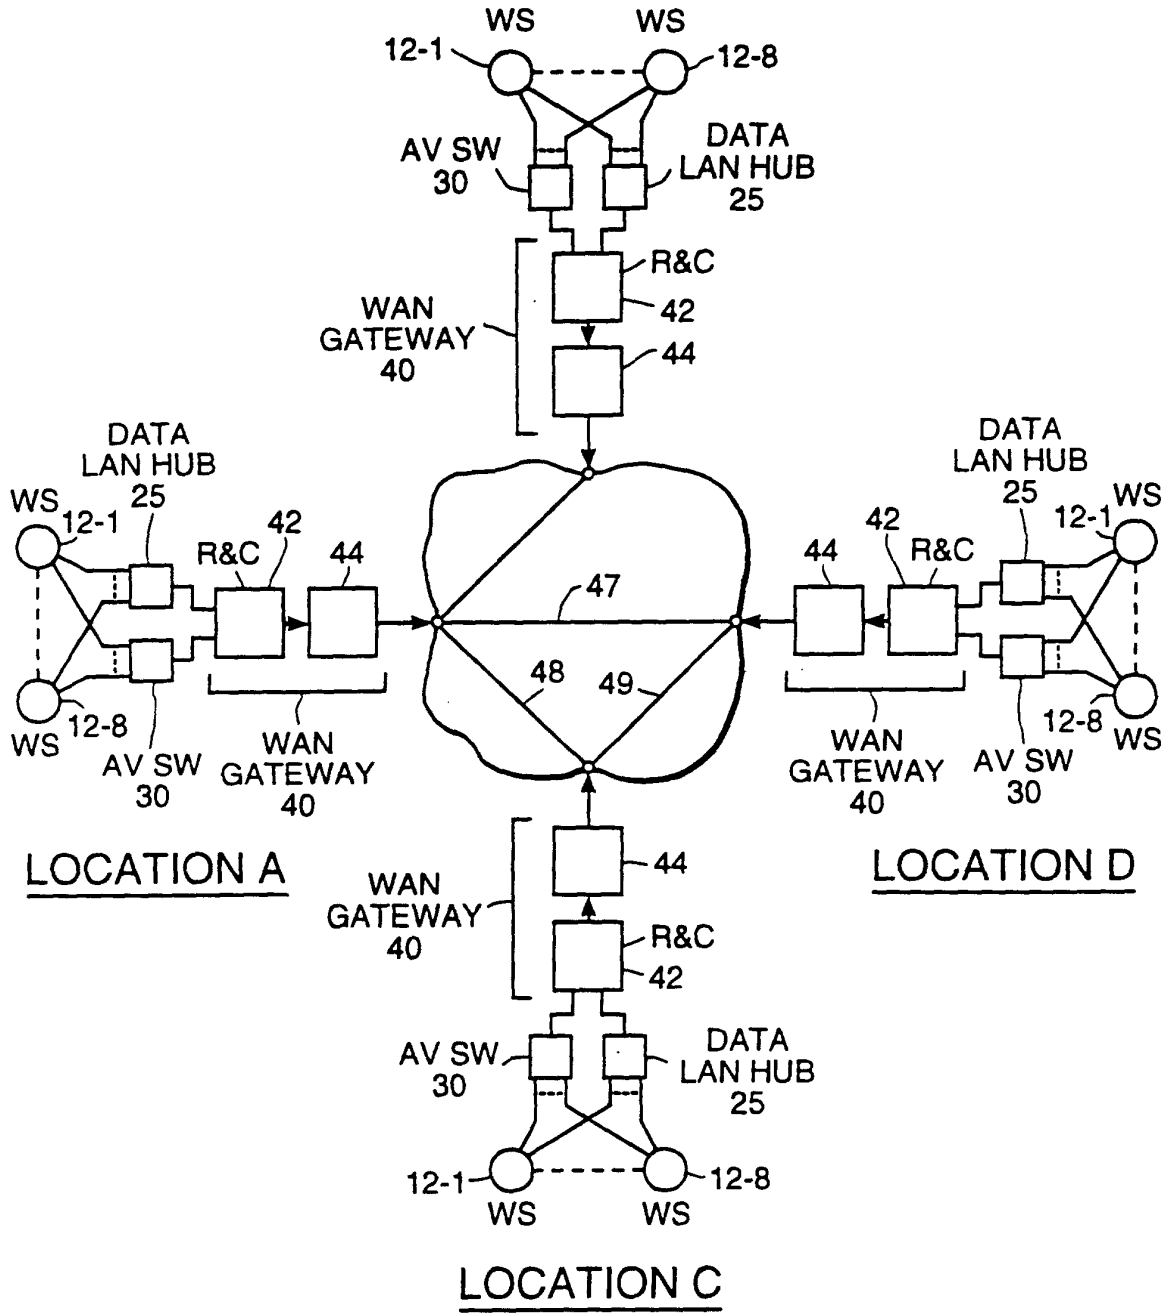 WS
WS
12-1
12-8
AV SW
30
DATA
LAN HUB
25
R&C
42
WAN
GATEWAY
40
44
DATA
LAN HUB
25
WS
12-1
42
R&C
44
12-8
WS
AV SW
30
WAN
GATEWAY
40
LOCATION A
47
48
49
DATA
LAN HUB
25
WS
12-1
42
R&C
44
12-8
WS
AV SW
30
WAN
GATEWAY
40
LOCATION D
44
WAN
GATEWAY
40
R&C
42
AV SW
30
DATA
LAN HUB
25
12-1
12-8
WS
WS
LOCATION C